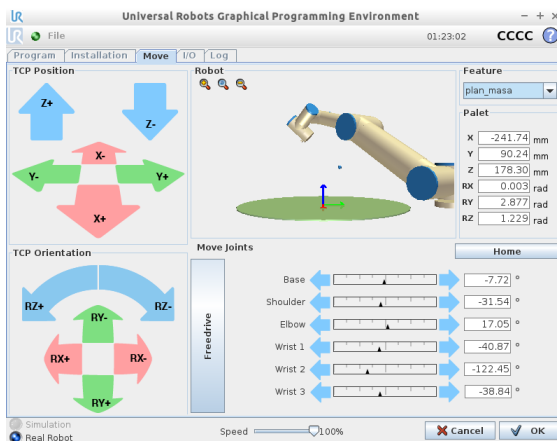 UR Universal Robots Graphical Programming Environment
UR File 01:23:02 CCCC ?
Program Installation Move I/O Log
TCP Position
Z+ Z-
X-
Y- Y+
X+
Robot
Feature
plan_masa
Palet
X -241.74 mm
Y 90.24 mm
Z 178.30 mm
RX 0.003 rad
RY 2.877 rad
RZ 1.229 rad
TCP Orientation
RZ+ RZ-
RY-
RX+ RX-
RY+
Move Joints
Home
Freedrive
Base -7.72 °
Shoulder -31.54 °
Elbow 17.05 °
Wrist 1 -40.87 °
Wrist 2 -122.45 °
Wrist 3 -38.84 °
Simulation
Real Robot
Speed 100%
Cancel OK